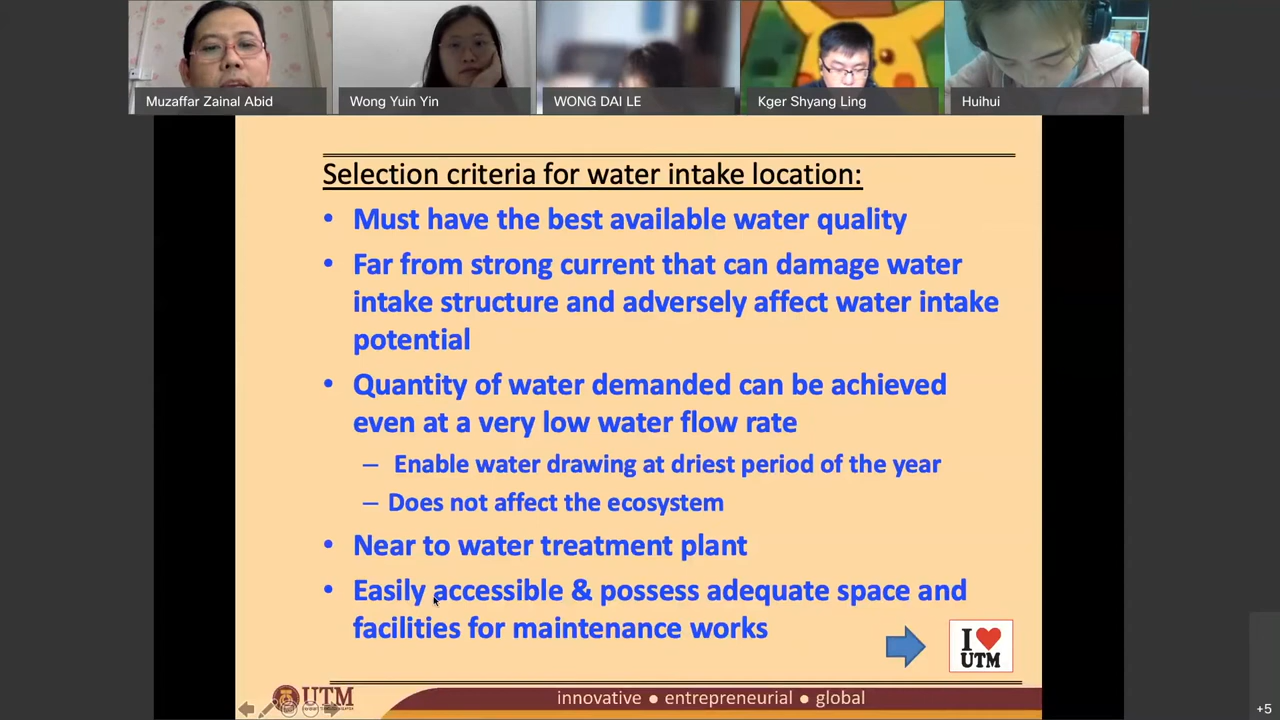 Muzaffar Zainal Abid
Wong Yuin Yin
WONG DAI LE
Kger Shyang Ling
Huihui
Selection criteria for water intake location:
• Must have the best available water quality
• Far from strong current that can damage water
intake structure and adversely affect water intake
potential
• Quantity of water demanded can be achieved
even at a very low water flow rate
– Enable water drawing at driest period of the year
– Does not affect the ecosystem
• Near to water treatment plant
• Easily accessible & possess adequate space and
facilities for maintenance works
I
UTM
UTM
innovative ● entrepreneurial ● global
+5